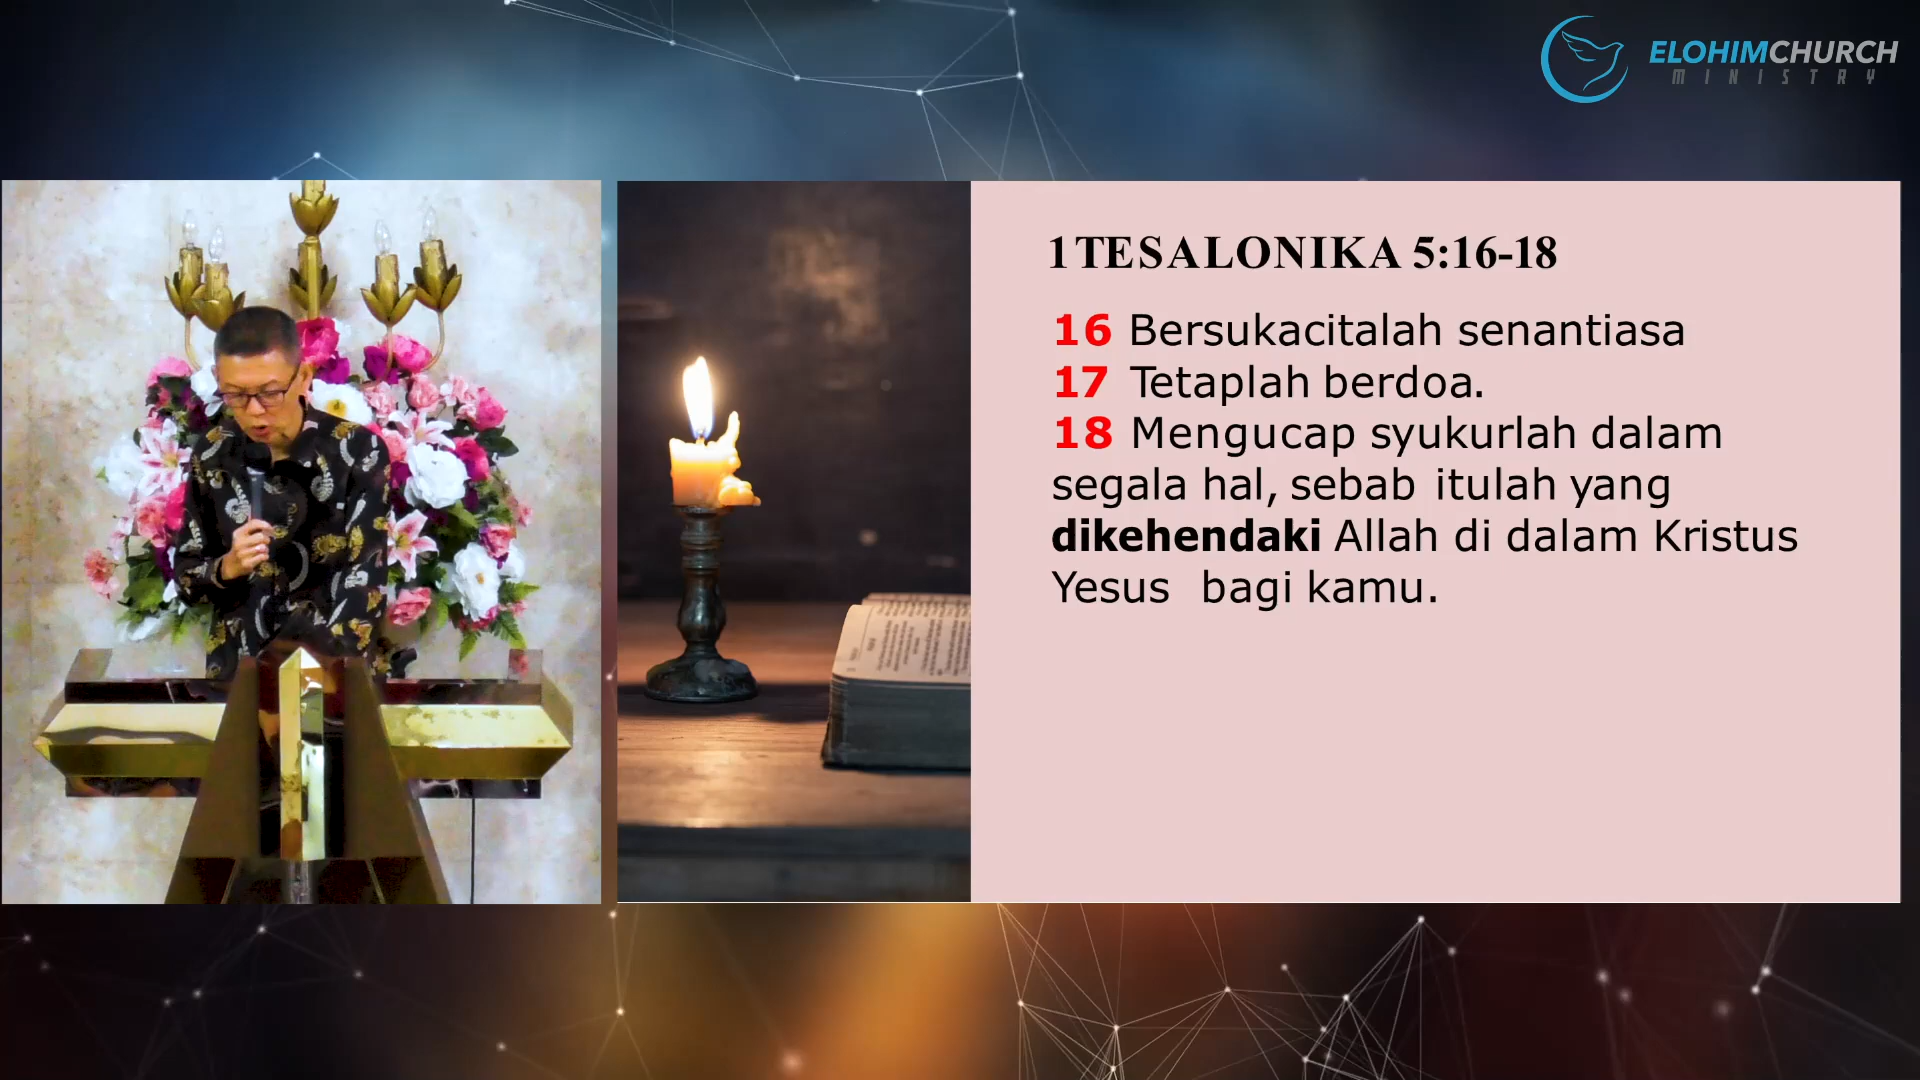 ELOHIMCHURCH
MINISTRY
1 TESALONIKA 5:16-18
16 Bersukacitalah senantiasa
17 Tetaplah berdoa.
18 Mengucap syukurlah dalam
segala hal, sebab itulah yang
dikehendaki Allah di dalam Kristus
Yesus bagi kamu.